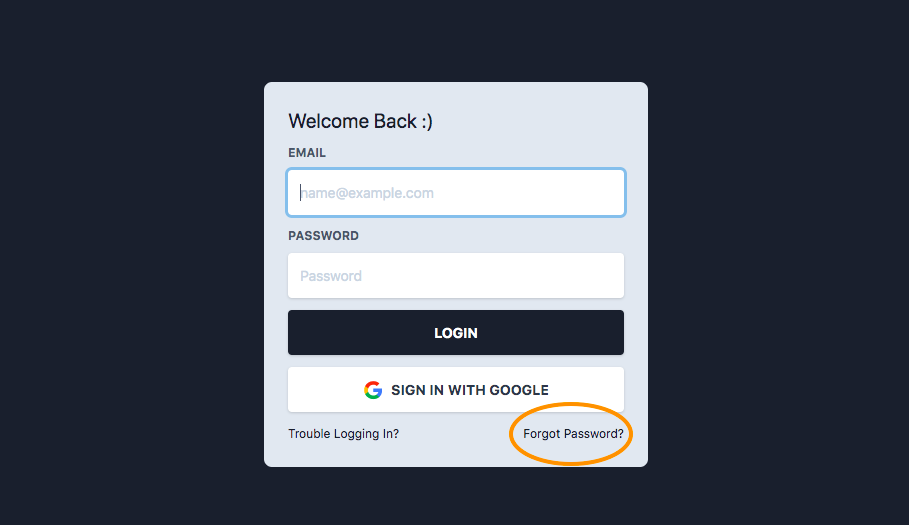 Welcome Back :)
EMAIL
name@example.com
PASSWORD
Password
LOGIN
SIGN IN WITH GOOGLE
Trouble Logging In? Forgot Password?